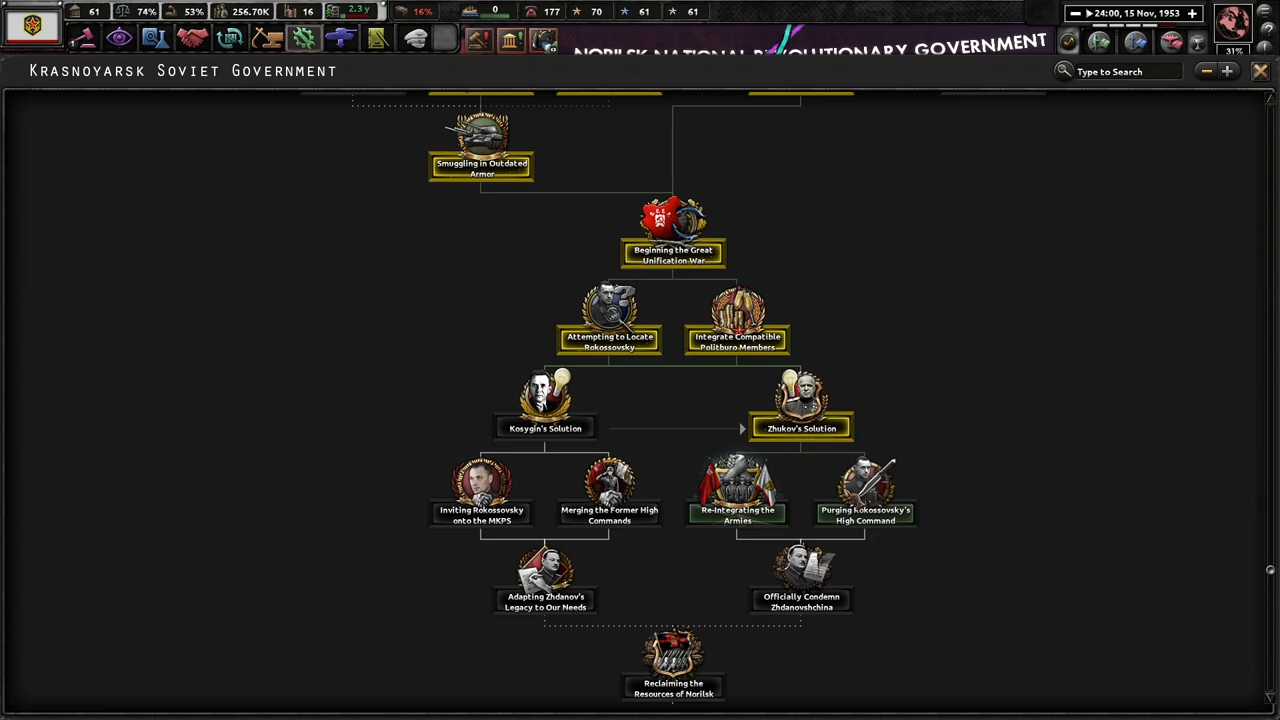 61 74% 53% 256.70K 16 2.3 y 16% 0 177 70 61 61
24:00, 15 Nov, 1953
31%
NORILSK NATIONAL REVOLUTIONARY GOVERNMENT
Krasnoyarsk Soviet Government
Type to Search
Smuggling in Outdated
Armor
Beginning the Great
Unification War
Attempting to Locate
Rokossovsky
Integrate Compatible
Politburo Members
Kosygin's Solution
Zhukov's Solution
Inviting Rokossovsky
onto the MKPS
Merging the Former High
Commands
Re-Integrating the
Armies
Purging Rokossovsky's
High Command
Adapting Zhdanov's
Legacy to Our Needs
Officially Condemn
Zhdanovshchina
Reclaiming the
Resources of Norilsk